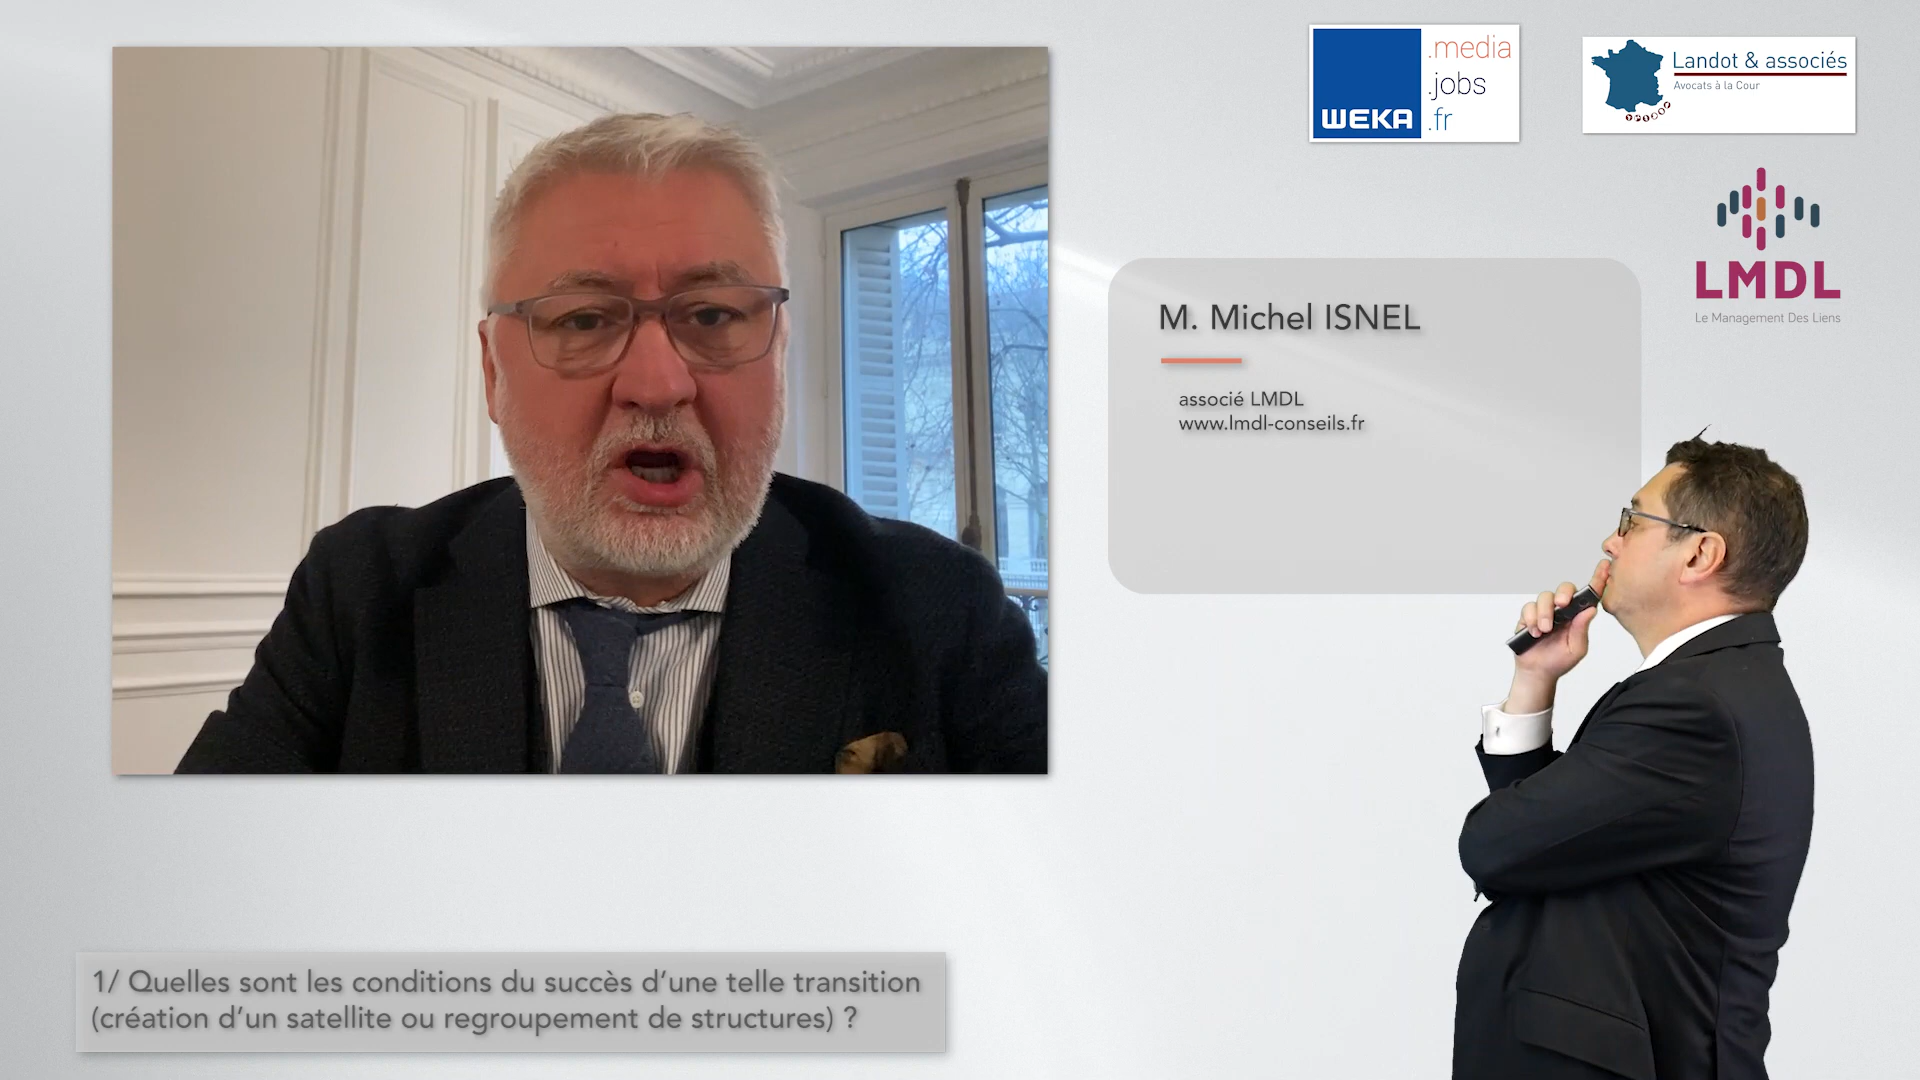 WEKA
.media
.jobs
.fr
Landot & associés
Avocats à la Cour
LMDL
Le Management Des Liens
M. Michel ISNEL
associé LMDL
www.lmdl-conseils.fr
1/ Quelles sont les conditions du succès d’une telle transition
(création d’un satellite ou regroupement de structures) ?